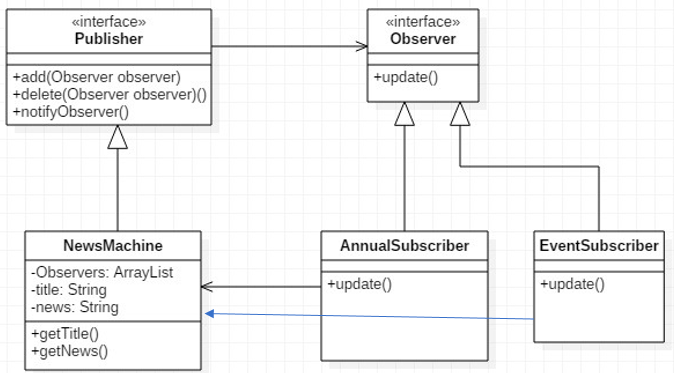 «interface»
Publisher
+add(Observer observer)
+delete(Observer observer)()
+notifyObserver()
«interface»
Observer
+update()
NewsMachine
-Observers: ArrayList
-title: String
-news: String
+getTitle()
+getNews()
AnnualSubscriber
+update()
EventSubscriber
+update()